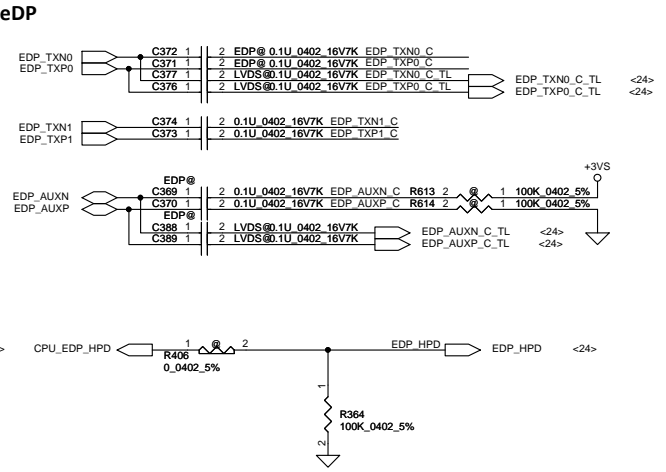 eDP
EDP_TXN0 C372 1 2 EDP@ 0.1U_0402_16V7K EDP_TXN0_C
EDP_TXP0 C371 1 2 EDP@ 0.1U_0402_16V7K EDP_TXP0_C
C377 1 2 LVDS@0.1U_0402_16V7K EDP_TXN0_C_TL EDP_TXN0_C_TL <24>
C376 1 2 LVDS@0.1U_0402_16V7K EDP_TXP0_C_TL EDP_TXP0_C_TL <24>
EDP_TXN1 C374 1 2 0.1U_0402_16V7K EDP_TXN1_C
EDP_TXP1 C373 1 2 0.1U_0402_16V7K EDP_TXP1_C
+3VS
EDP@
EDP_AUXN C369 1 2 0.1U_0402_16V7K EDP_AUXN_C R613 2 @ 1 100K_0402_5%
EDP_AUXP C370 1 2 0.1U_0402_16V7K EDP_AUXP_C R614 2 @ 1 100K_0402_5%
EDP@
C388 1 2 LVDS@0.1U_0402_16V7K EDP_AUXN_C_TL <24>
C389 1 2 LVDS@0.1U_0402_16V7K EDP_AUXP_C_TL <24>
> CPU_EDP_HPD 1 @ 2 EDP_HPD EDP_HPD <24>
R406
0_0402_5%
1
R364
100K_0402_5%
2